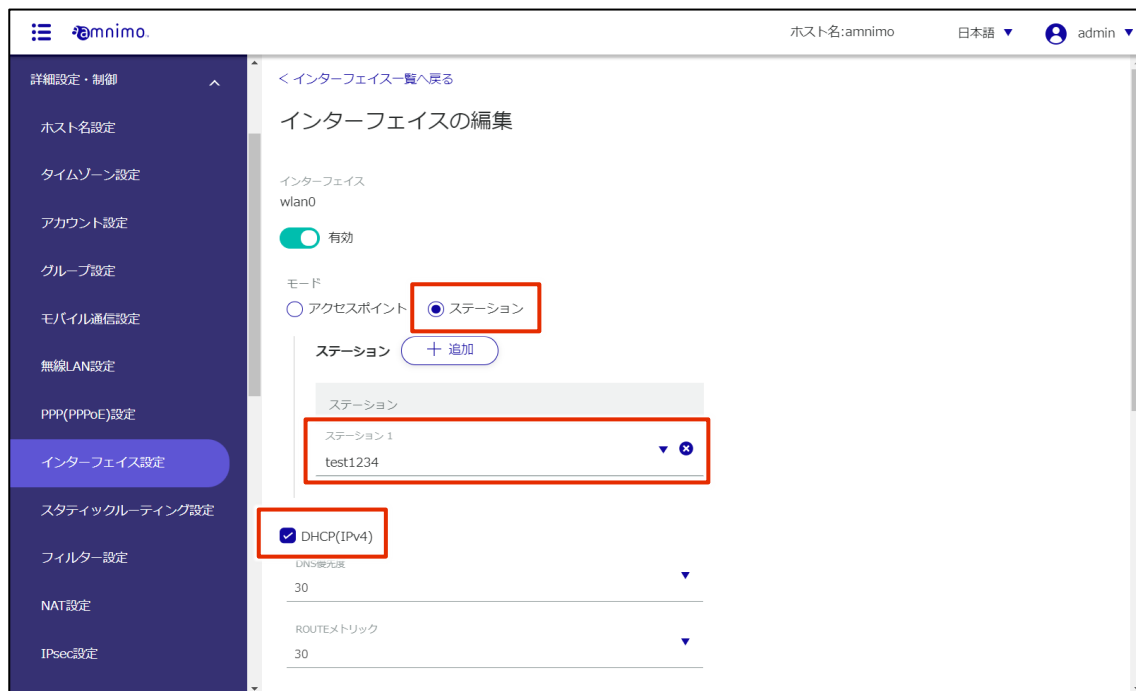 amnimo.
ホスト名:amnimo
日本語
admin
詳細設定・制御
ホスト名設定
タイムゾーン設定
アカウント設定
グループ設定
モバイル通信設定
無線LAN設定
PPP(PPPoE)設定
インターフェイス設定
スタティックルーティング設定
フィルター設定
NAT設定
IPsec設定
< インターフェイス一覧へ戻る
インターフェイスの編集
インターフェイス
wlan0
有効
モード
アクセスポイント
ステーション
ステーション
＋ 追加
ステーション
ステーション 1
test1234
DHCP(IPv4)
DNS優先度
30
ROUTEメトリック
30